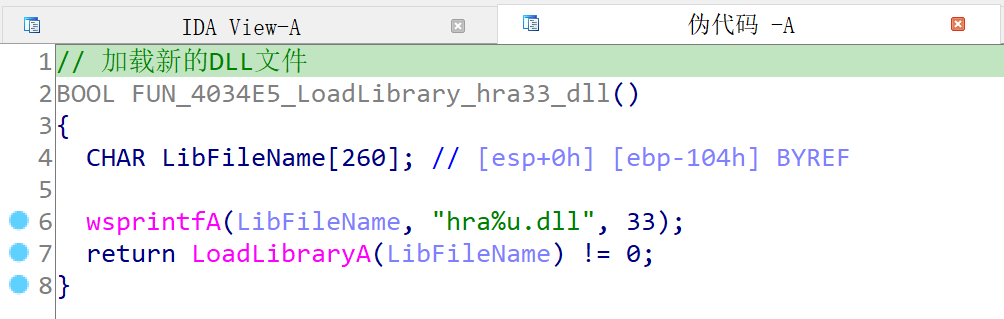 IDA View-A 伪代码 -A
1 // 加载新的DLL文件
2 BOOL FUN_4034E5_LoadLibrary_hra33_dll()
3 {
4 CHAR LibFileName[260]; // [esp+0h] [ebp-104h] BYREF
5
6 wsprintfA(LibFileName, "hra%u.dll", 33);
7 return LoadLibraryA(LibFileName) != 0;
8 }